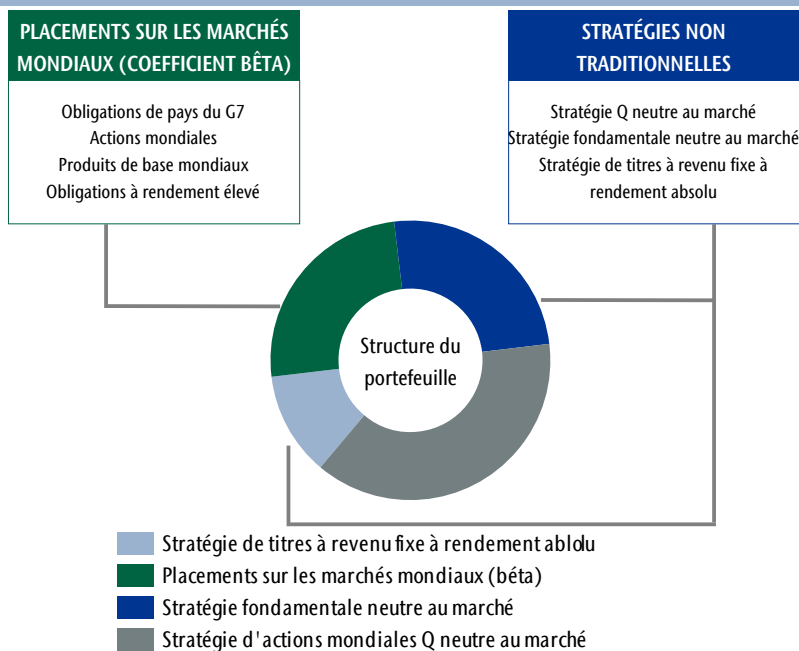 PLACEMENTS SUR LES MARCHÉS
MONDIAUX (COEFFICIENT BÊTA)
Obligations de pays du G7
Actions mondiales
Produits de base mondiaux
Obligations à rendement élevé
STRATÉGIES NON
TRADITIONNELLES
Stratégie Q neutre au marché
Stratégie fondamentale neutre au marché
Stratégie de titres à revenu fixe à
rendement absolu
Structure du
portefeuille
Stratégie de titres à revenu fixe à rendement ablolu
Placements sur les marchés mondiaux (béta)
Stratégie fondamentale neutre au marché
Stratégie d'actions mondiales Q neutre au marché